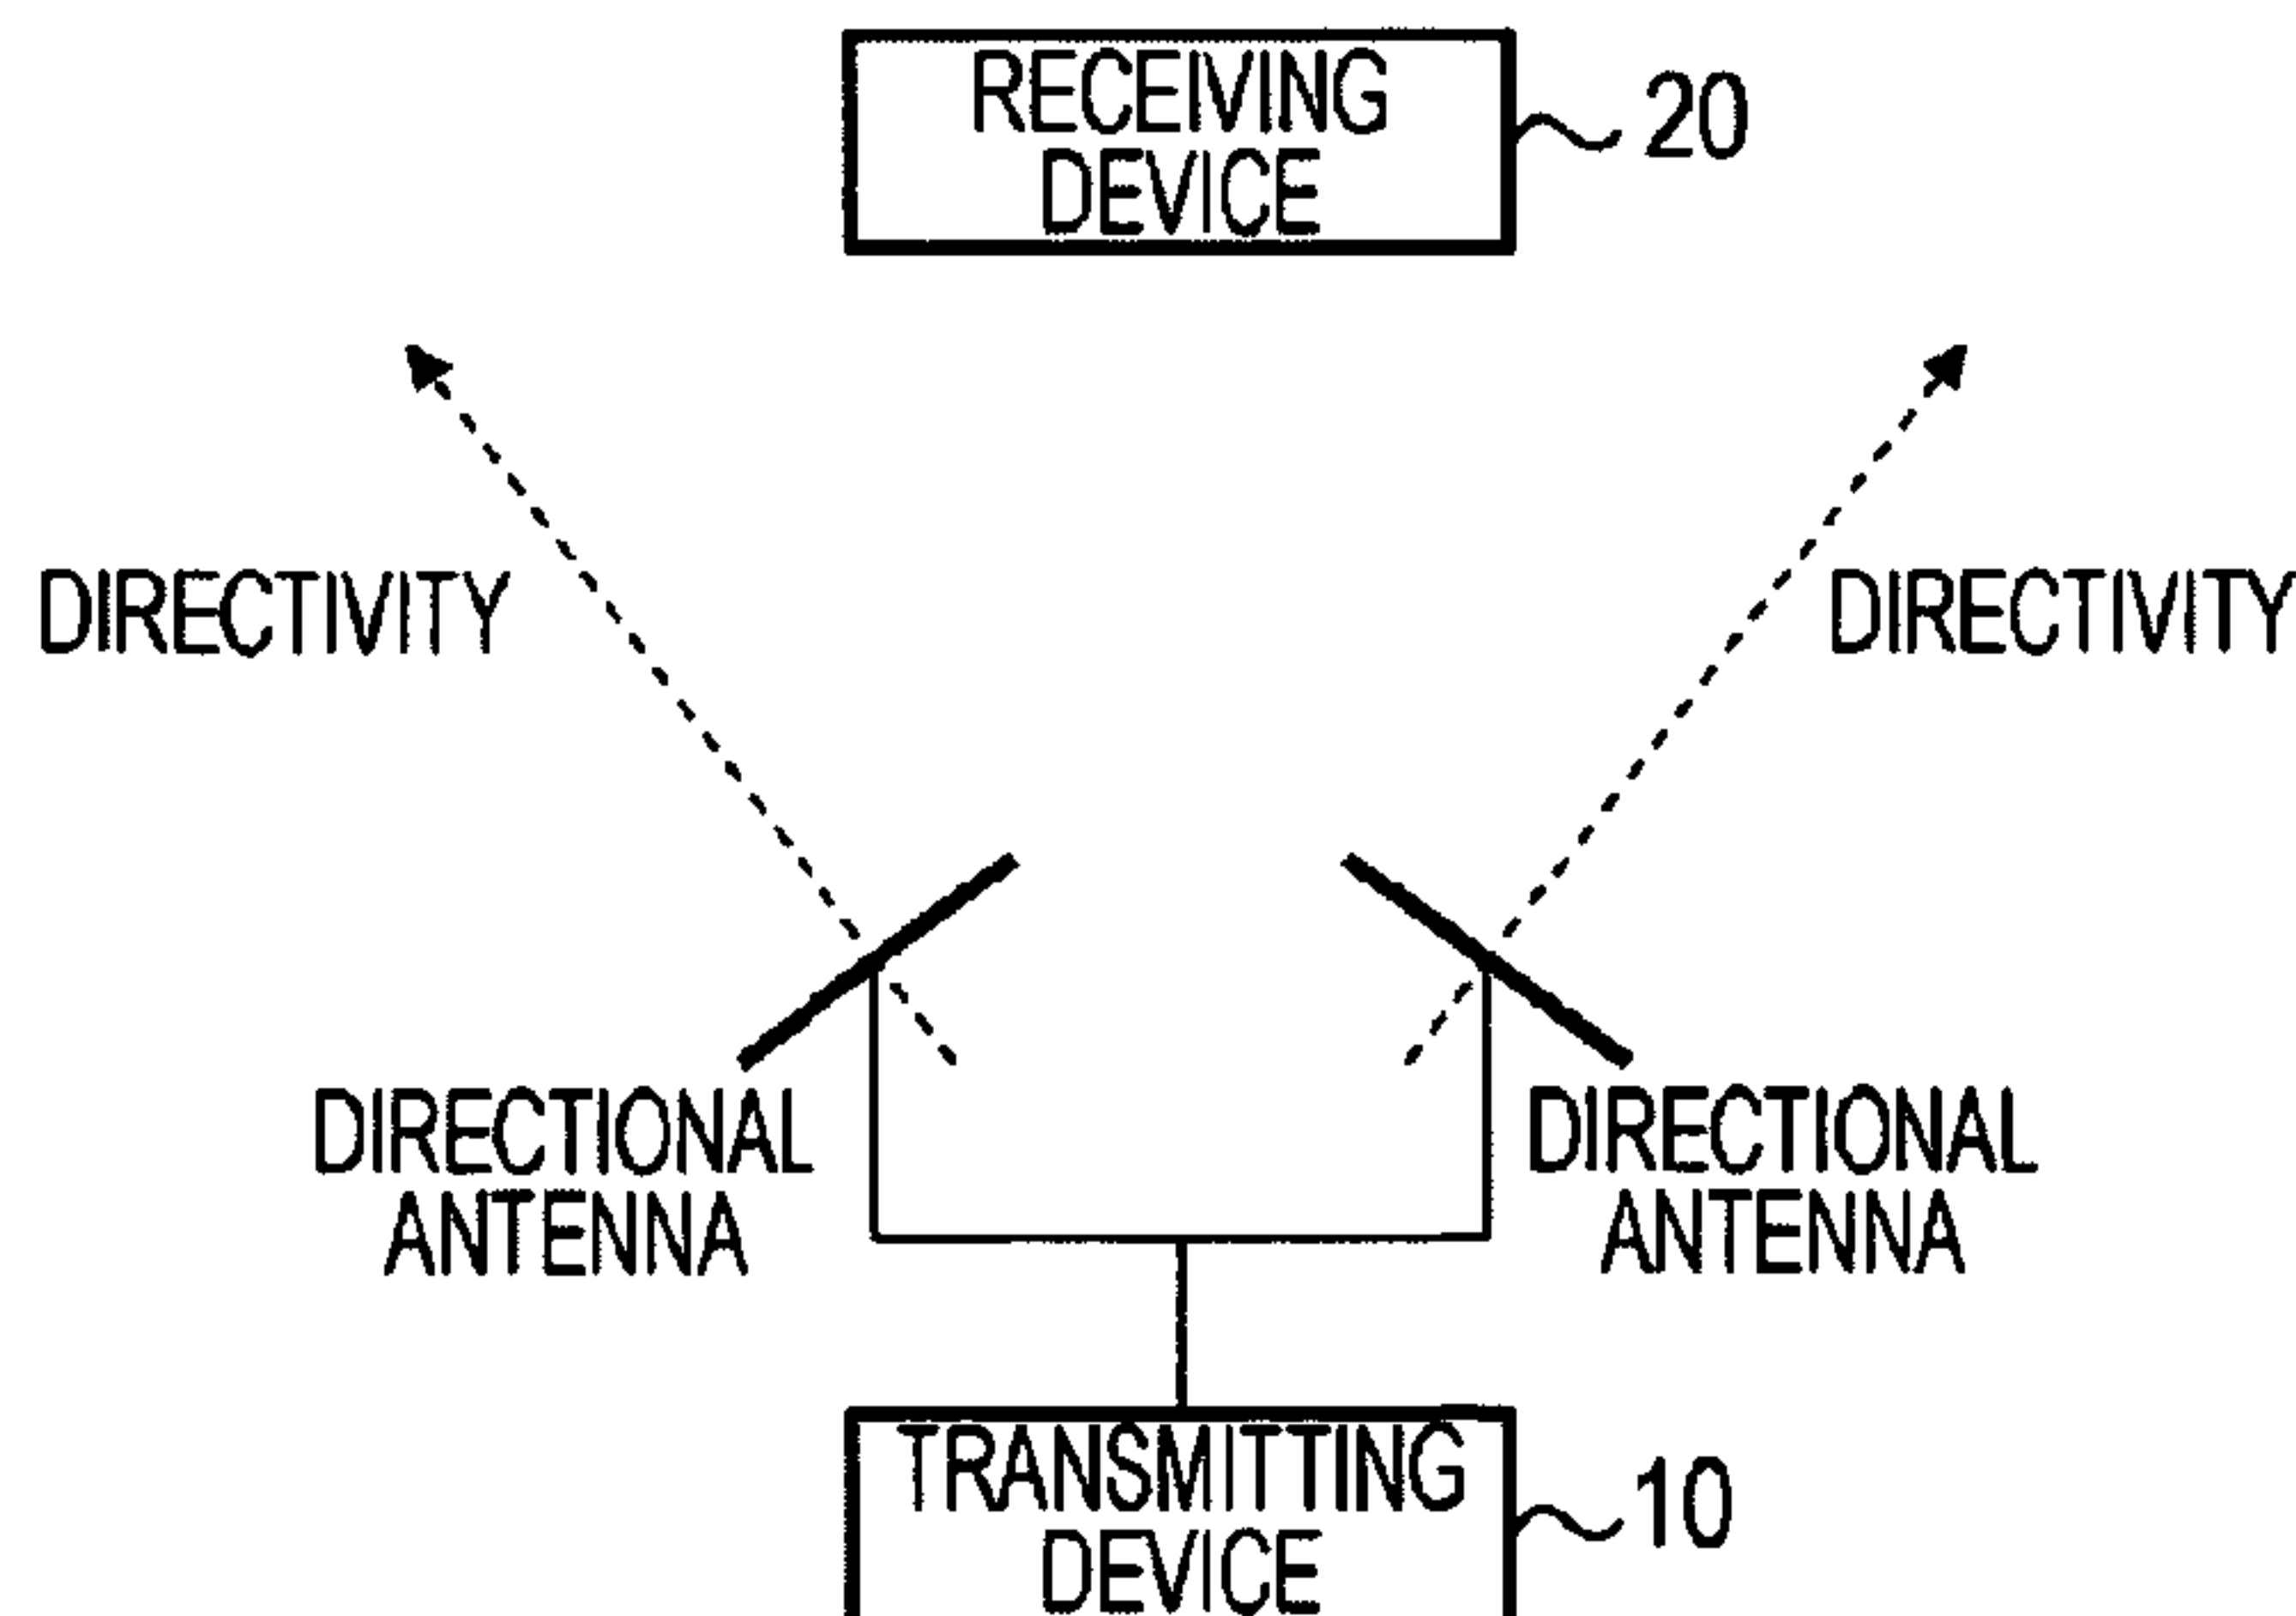 RECEIVING
DEVICE
20
DIRECTIVITY
DIRECTIVITY
DIRECTIONAL
ANTENNA
DIRECTIONAL
ANTENNA
TRANSMITTING
DEVICE
10